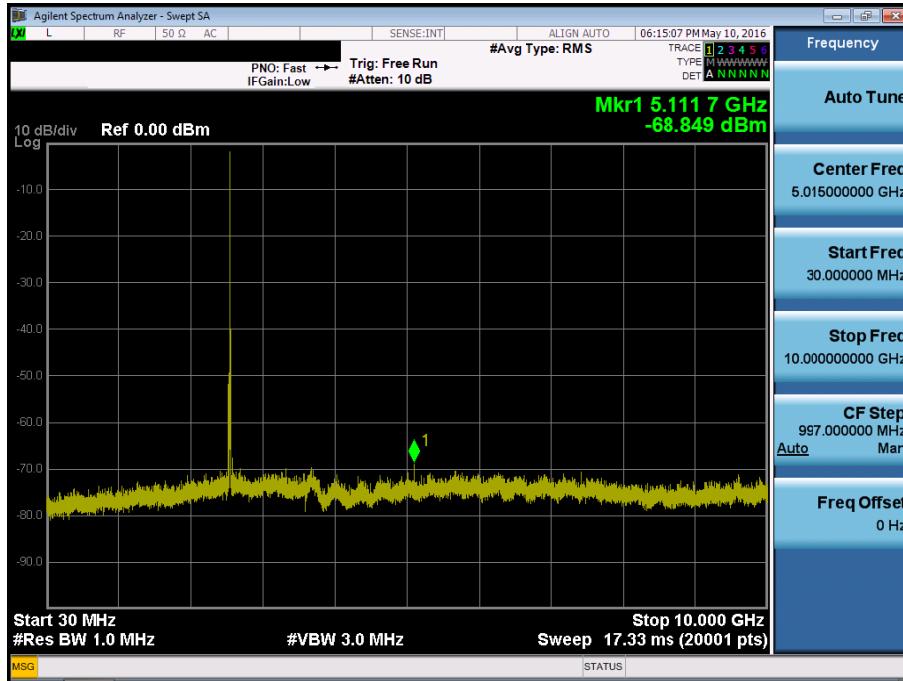 Agilent Spectrum Analyzer - Swept SA
LXI L RF 50 Ω AC SENSE:INT ALIGN AUTO 06:15:07 PM May 10, 2016
Frequency
#Avg Type: RMS
TRACE 1 2 3 4 5 6
PNO: Fast Trig: Free Run
TYPE M WWWWW
IFGain:Low #Atten: 10 dB
DET A N N N N N
Auto Tune
Mkr1 5.111 7 GHz
10 dB/div Ref 0.00 dBm -68.849 dBm
Log
Center Freq
5.015000000 GHz
-10.0
-20.0
Start Freq
30.000000 MHz
-30.0
-40.0
Stop Freq
10.000000000 GHz
-50.0
-60.0
CF Step
997.000000 MHz
Auto Man
1
-70.0
Freq Offset
0 Hz
-80.0
-90.0
Start 30 MHz Stop 10.000 GHz
#Res BW 1.0 MHz #VBW 3.0 MHz Sweep 17.33 ms (20001 pts)
MSG STATUS